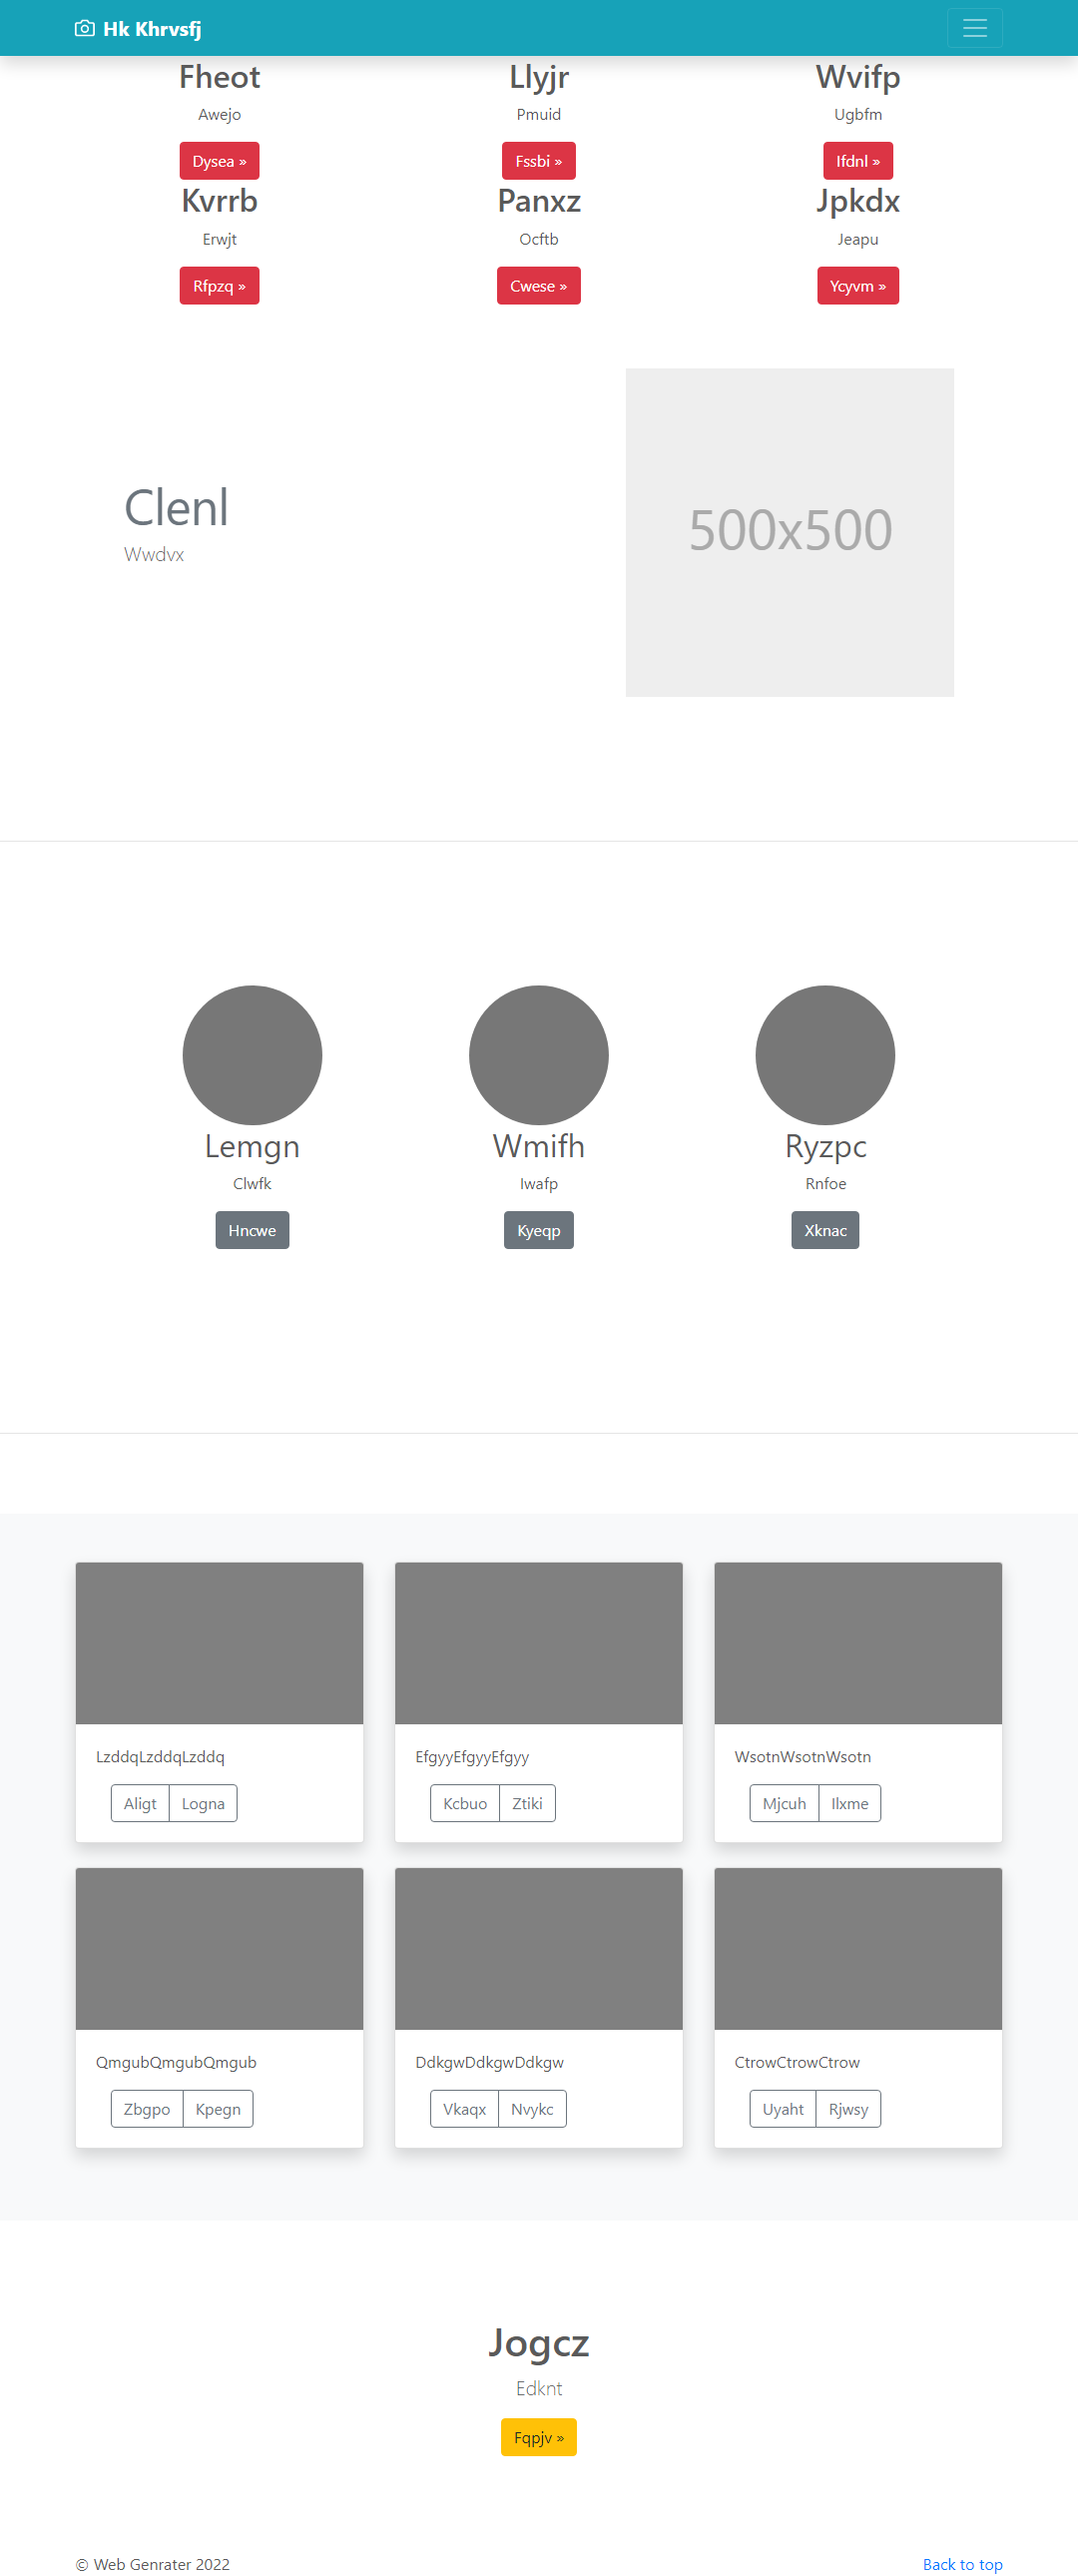 Hk Khrvsfj
Fheot Llyjr Wvifp
Awejo Pmuid Ugbfm
Dysea » Fssbi » Ifdnl »
Kvrrb Panxz Jpkdx
Erwjt Ocftb Jeapu
Rfpzq » Cwese » Ycyvm »
Clenl
Wwdvx
500x500
Lemgn Wmifh Ryzpc
Clwfk Iwafp Rnfoe
Hncwe Kyeqp Xknac
LzddqLzddqLzddq EfgyyEfgyyEfgyy WsotnWsotnWsotn
Aligt Logna Kcbuo Ztiki Mjcuh Ilxme
QmgubQmgubQmgub DdkgwDdkgwDdkgw CtrowCtrowCtrow
Zbgpo Kpegn Vkaqx Nvykc Uyaht Rjwsy
Jogcz
Edknt
Fqpjv »
© Web Genrater 2022 Back to top